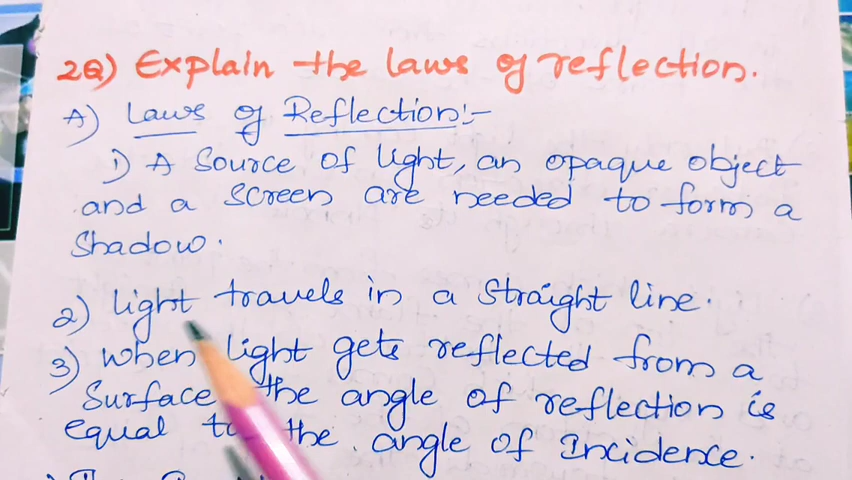 2Q) Explain the laws of reflection.
A) Laws of Reflection:-
1) A Source of light, an opaque object
and a screen are needed to form a
Shadow.
2) light travels in a straight line.
3) when light gets reflected from a
Surface the angle of reflection is
equal to the angle of Incidence.